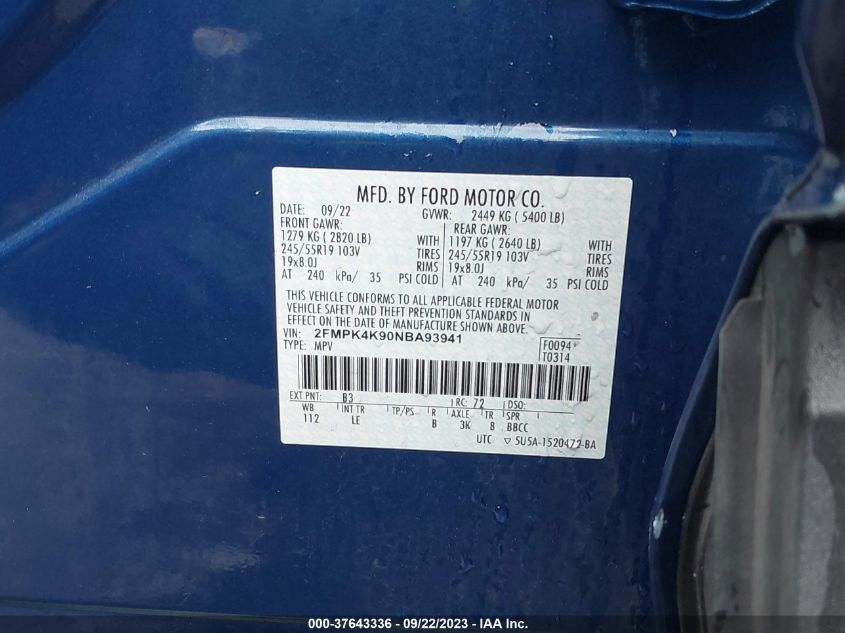 MFD. BY FORD MOTOR CO.
DATE: 09/22 GVWR: 2449 KG ( 5400 LB)
FRONT GAWR: REAR GAWR:
1279 KG ( 2820 LB) WITH 1197 KG ( 2640 LB) WITH
245/55R19 103V TIRES 245/55R19 103V TIRES
19x8.0J RIMS 19x8.0J RIMS
AT 240 kPa/ 35 PSI COLD AT 240 kPa/ 35 PSI COLD
THIS VEHICLE CONFORMS TO ALL APPLICABLE FEDERAL MOTOR
VEHICLE SAFETY AND THEFT PREVENTION STANDARDS IN
EFFECT ON THE DATE OF MANUFACTURE SHOWN ABOVE.
VIN: 2FMPK4K90NBA93941
TYPE: MPV F0094
T0314
EXT PNT: B3 RC: 72 DSO:
WB INT TR TP/PS R AXLE TR SPR
112 LE B 3K 8 BBCC
UTC ▽ 5U5A-1520472-BA
000-37643336 - 09/22/2023 - IAA Inc.